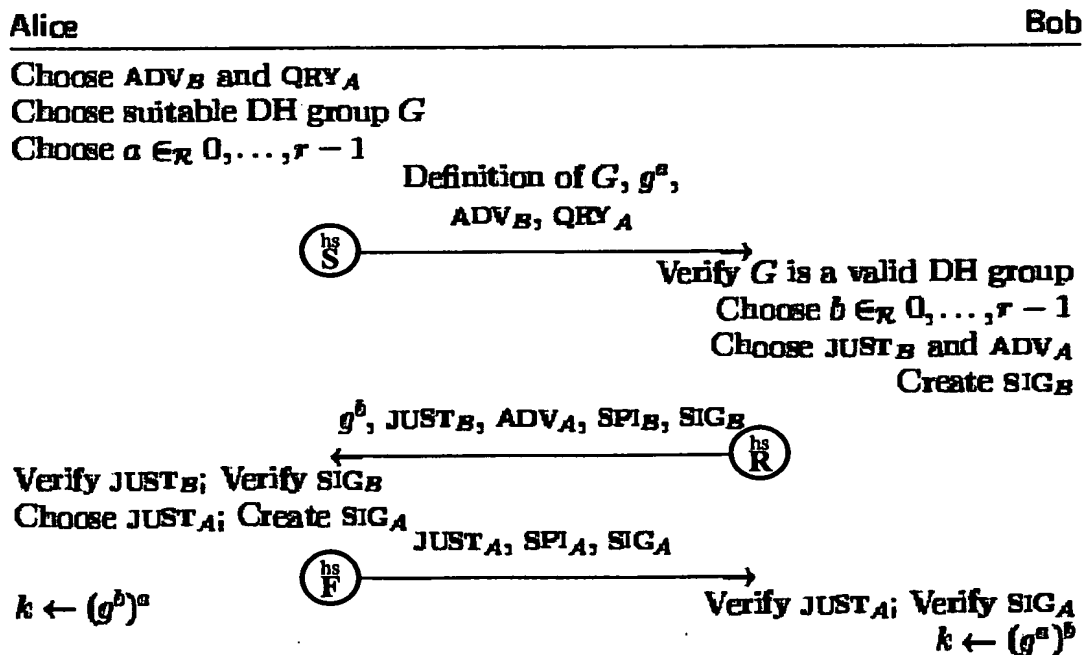 Alice Bob
Choose ADV_B and QRY_A
Choose suitable DH group G
Choose a ∈_R 0,...,r − 1
Definition of G, g^a,
ADV_B, QRY_A
hs
S
Verify G is a valid DH group
Choose b ∈_R 0,...,r − 1
Choose JUST_B and ADV_A
Create SIG_B
g^b, JUST_B, ADV_A, SPI_B, SIG_B
hs
R
Verify JUST_B; Verify SIG_B
Choose JUST_A; Create SIG_A
JUST_A, SPI_A, SIG_A
hs
F
k ← (g^b)^a
Verify JUST_A; Verify SIG_A
k ← (g^a)^b